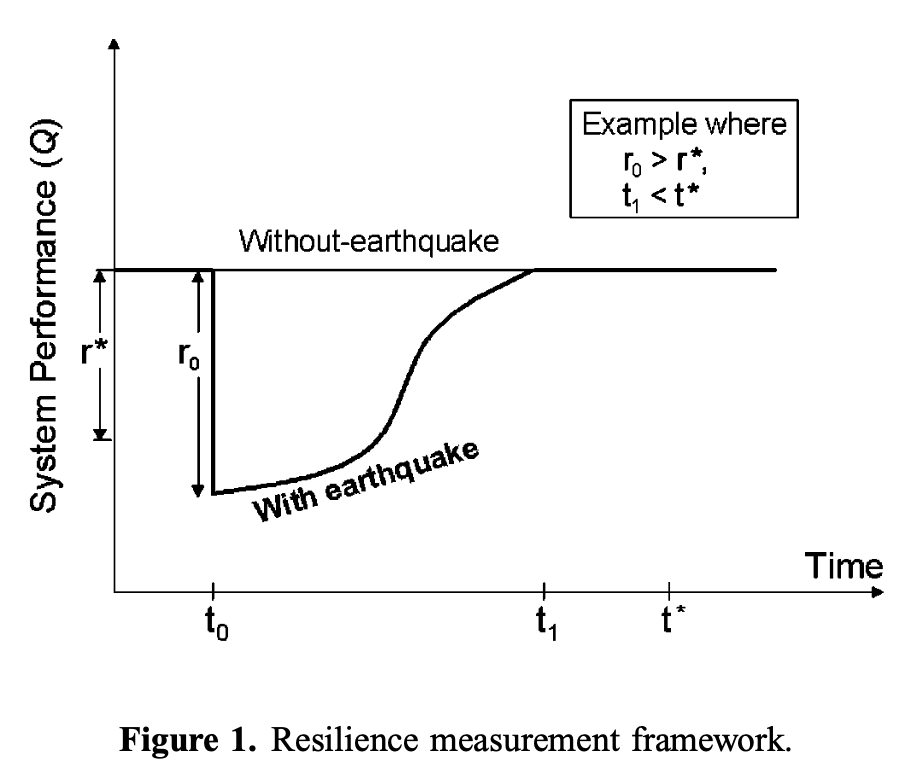 System Performance (Q)
Example where
r₀ > r*,
t₁ < t*
Without-earthquake
r*
r₀
With earthquake
Time
t₀
t₁
t*
Figure 1. Resilience measurement framework.